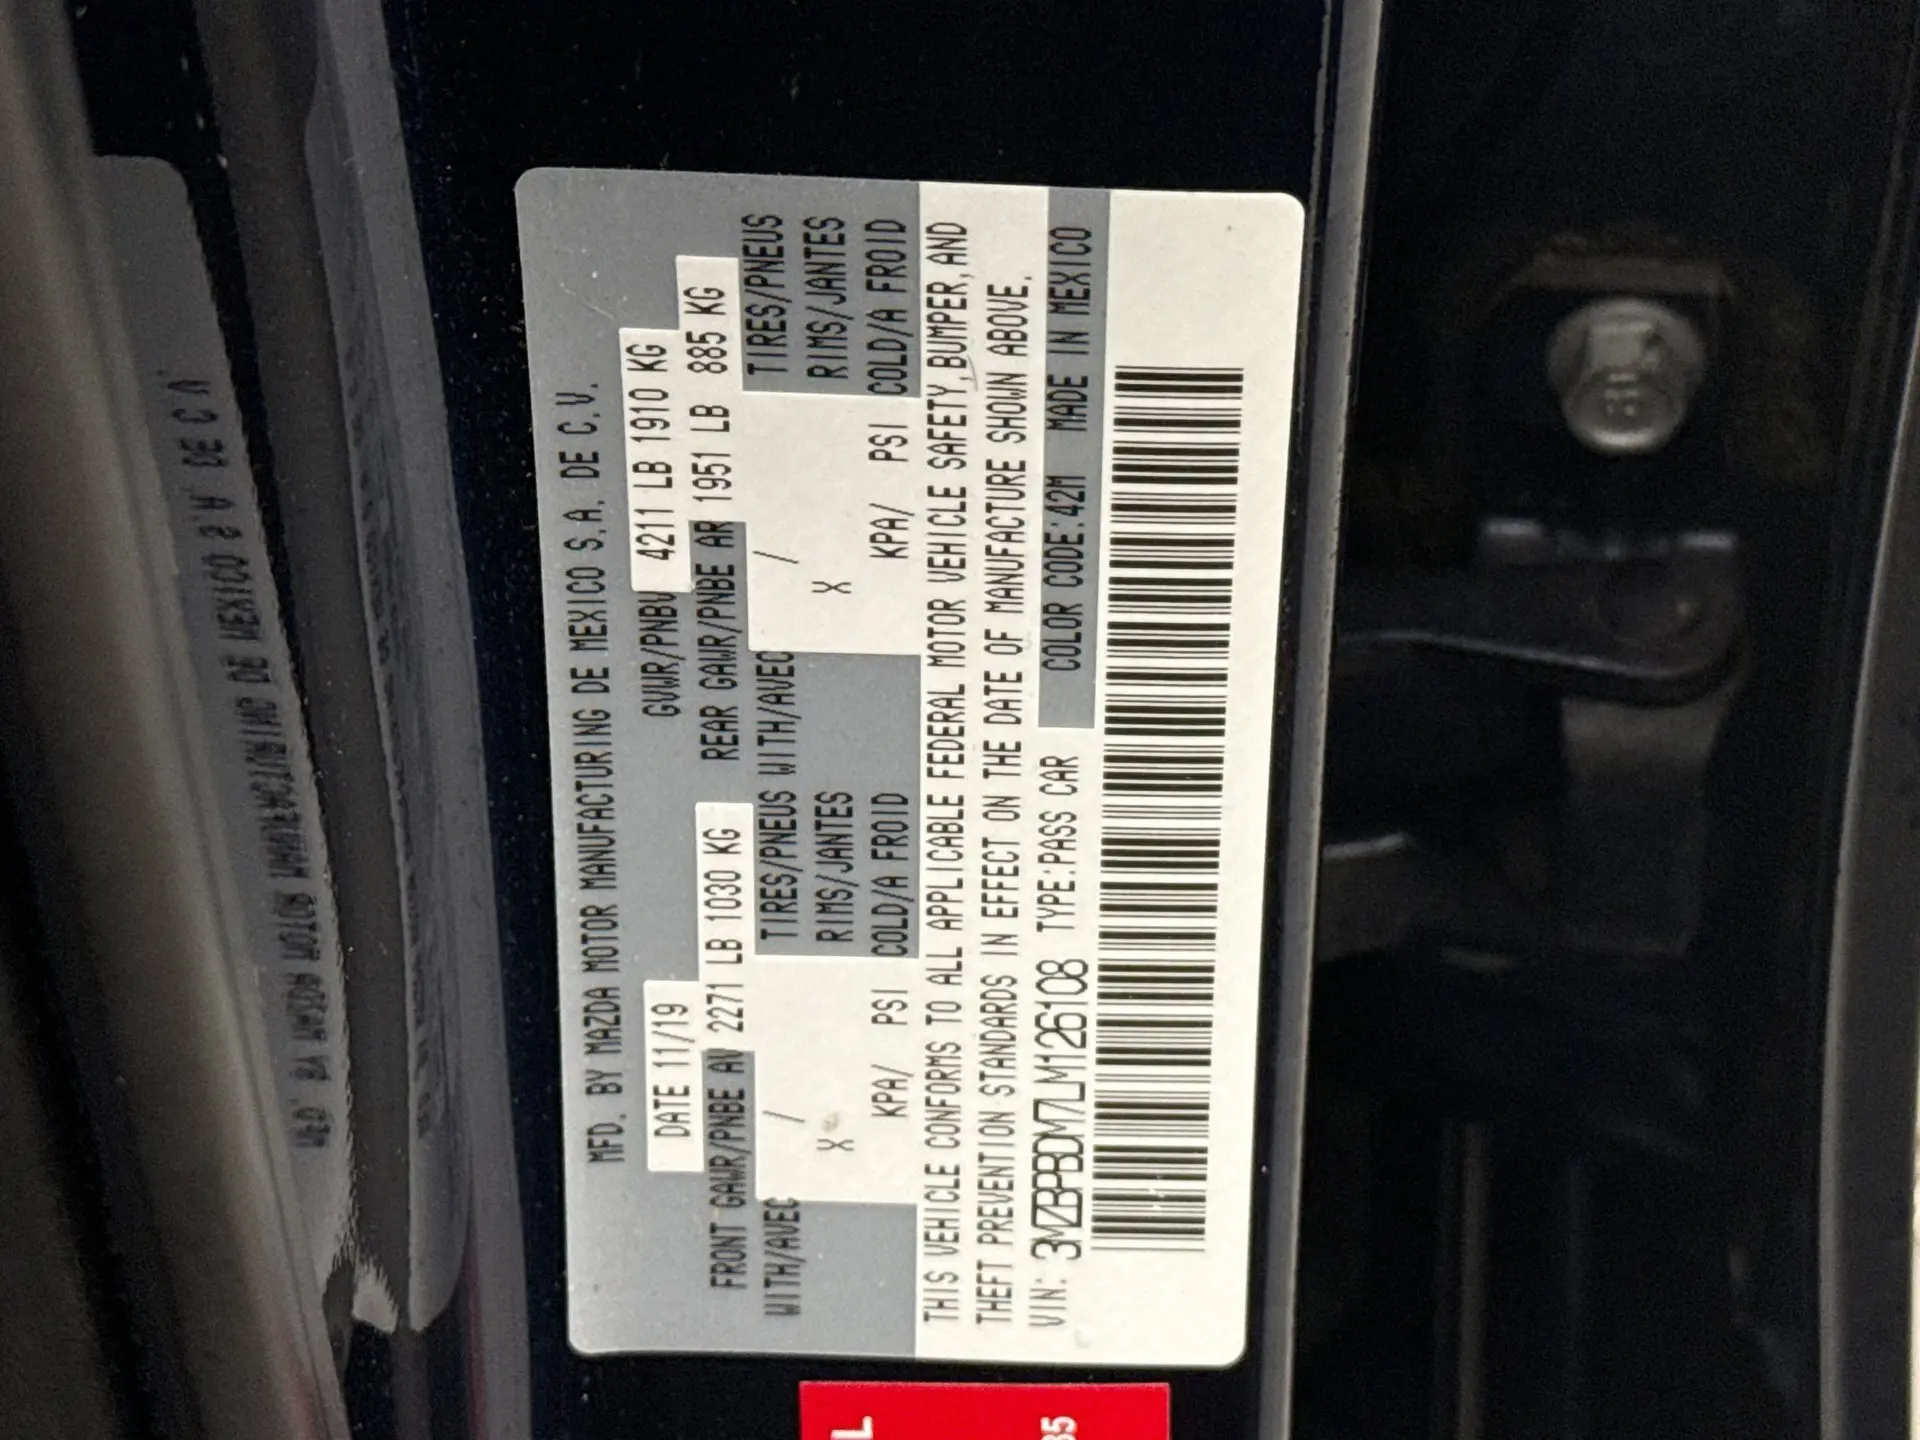 MFD. BY MAZDA MOTOR MANUFACTURING DE MEXICO S.A. DE C.V.
DATE 11/19 GVWR/PNBV 4211 LB 1910 KG
FRONT GAWR/PNBE AV 2271 LB 1030 KG REAR GAWR/PNBE AR 1951 LB 885 KG
WITH/AVEC / TIRES/PNEUS WITH/AVEC / TIRES/PNEUS
X RIMS/JANTES X RIMS/JANTES
KPA/ PSI COLD/A FROID KPA/ PSI COLD/A FROID
THIS VEHICLE CONFORMS TO ALL APPLICABLE FEDERAL MOTOR VEHICLE SAFETY, BUMPER, AND
THEFT PREVENTION STANDARDS IN EFFECT ON THE DATE OF MANUFACTURE SHOWN ABOVE.
VIN: 3MZBPBDM7LM126108 TYPE:PASS CAR COLOR CODE:42M MADE IN MEXICO